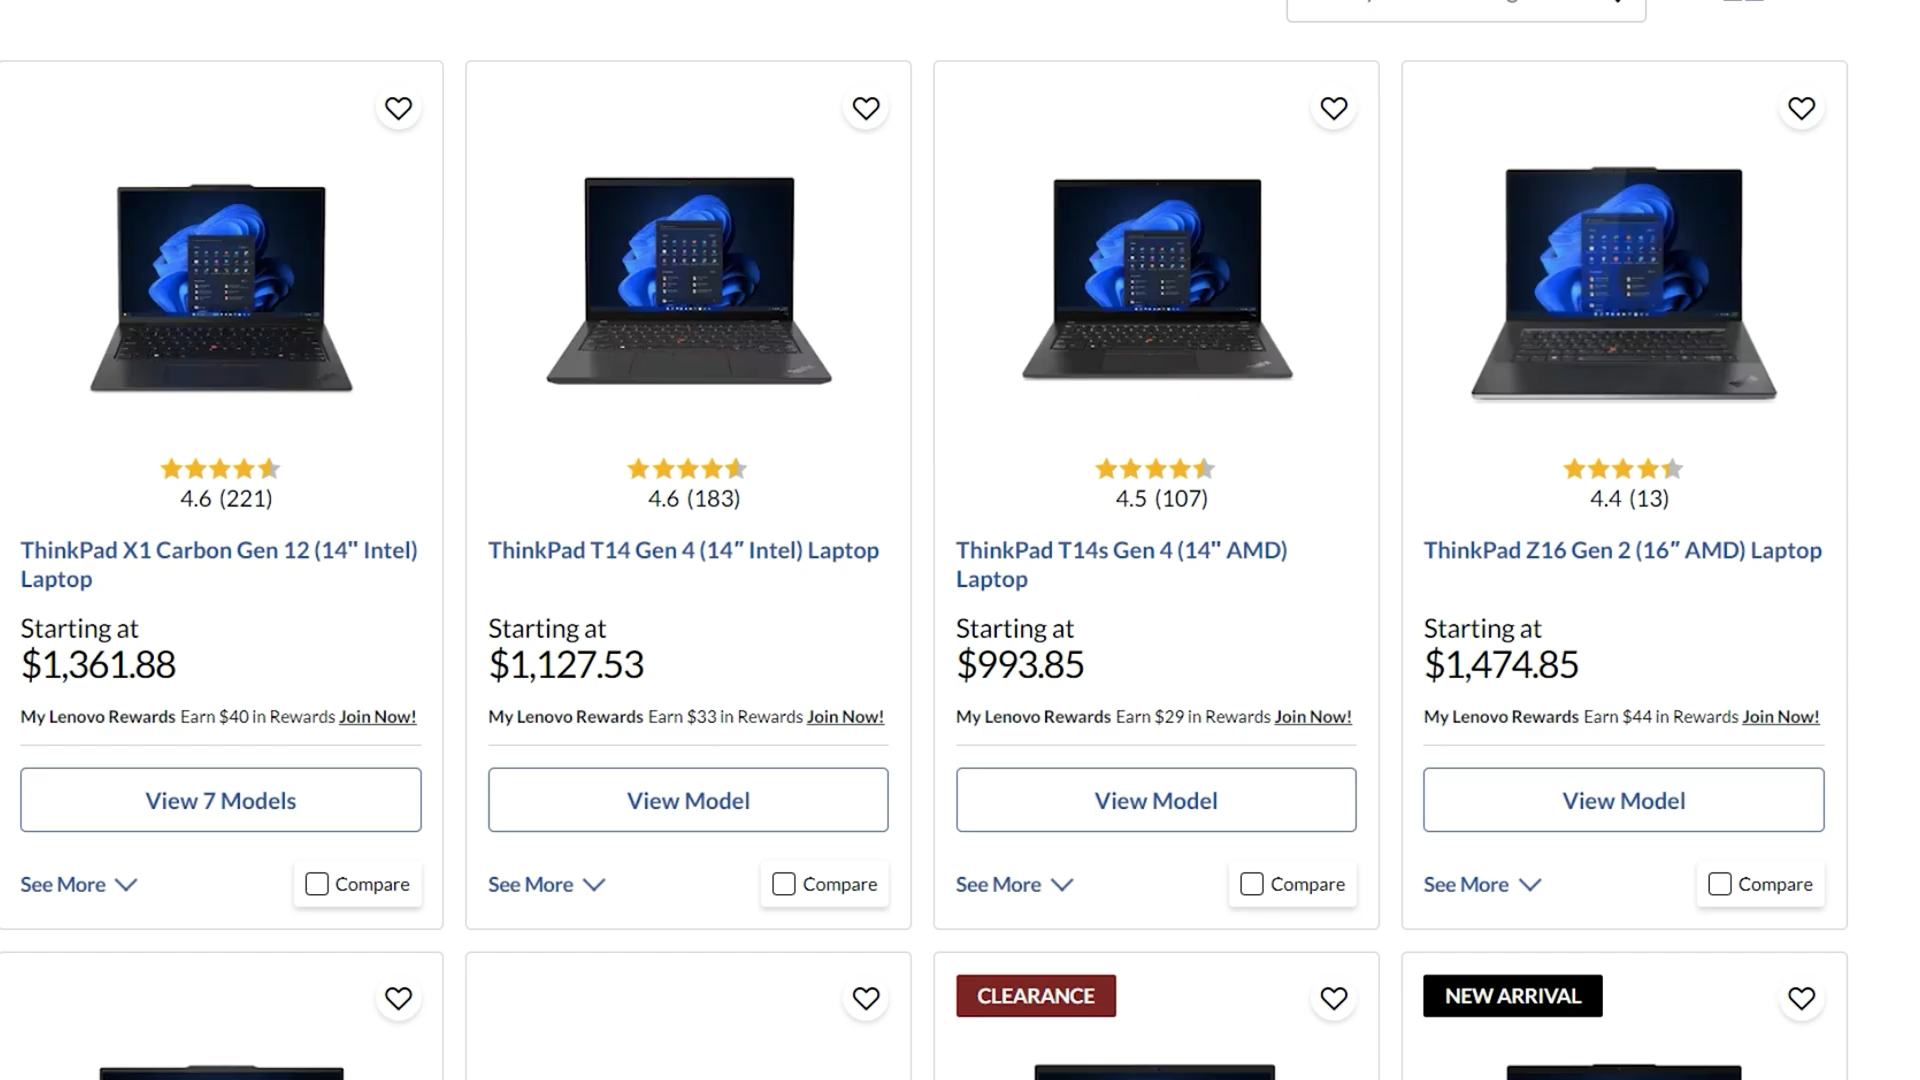 4.6 (221)
ThinkPad X1 Carbon Gen 12 (14" Intel)
Laptop
Starting at
$1,361.88
My Lenovo Rewards Earn $40 in Rewards Join Now!
View 7 Models
See More
Compare
4.6 (183)
ThinkPad T14 Gen 4 (14″ Intel) Laptop
Starting at
$1,127.53
My Lenovo Rewards Earn $33 in Rewards Join Now!
View Model
See More
Compare
4.5 (107)
ThinkPad T14s Gen 4 (14" AMD)
Laptop
Starting at
$993.85
My Lenovo Rewards Earn $29 in Rewards Join Now!
View Model
See More
Compare
4.4 (13)
ThinkPad Z16 Gen 2 (16″ AMD) Laptop
Starting at
$1,474.85
My Lenovo Rewards Earn $44 in Rewards Join Now!
View Model
See More
Compare
CLEARANCE
NEW ARRIVAL